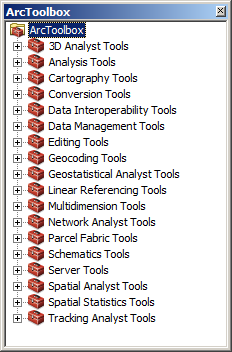 ArcToolbox
ArcToolbox
3D Analyst Tools
Analysis Tools
Cartography Tools
Conversion Tools
Data Interoperability Tools
Data Management Tools
Editing Tools
Geocoding Tools
Geostatistical Analyst Tools
Linear Referencing Tools
Multidimension Tools
Network Analyst Tools
Parcel Fabric Tools
Schematics Tools
Server Tools
Spatial Analyst Tools
Spatial Statistics Tools
Tracking Analyst Tools